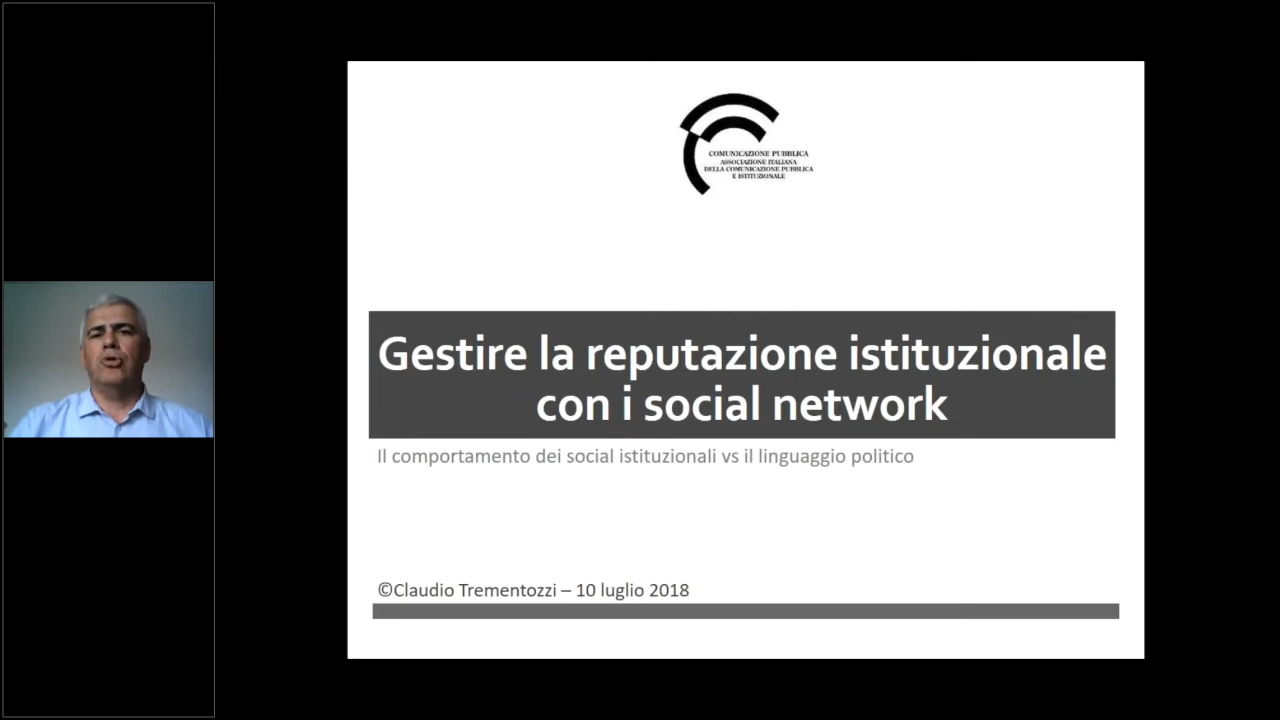 COMUNICAZIONE PUBBLICA
ASSOCIAZIONE ITALIANA
DELLA COMUNICAZIONE PUBBLICA
E ISTITUZIONALE
Gestire la reputazione istituzionale
con i social network
Il comportamento dei social istituzionali vs il linguaggio politico
©Claudio Trementozzi – 10 luglio 2018